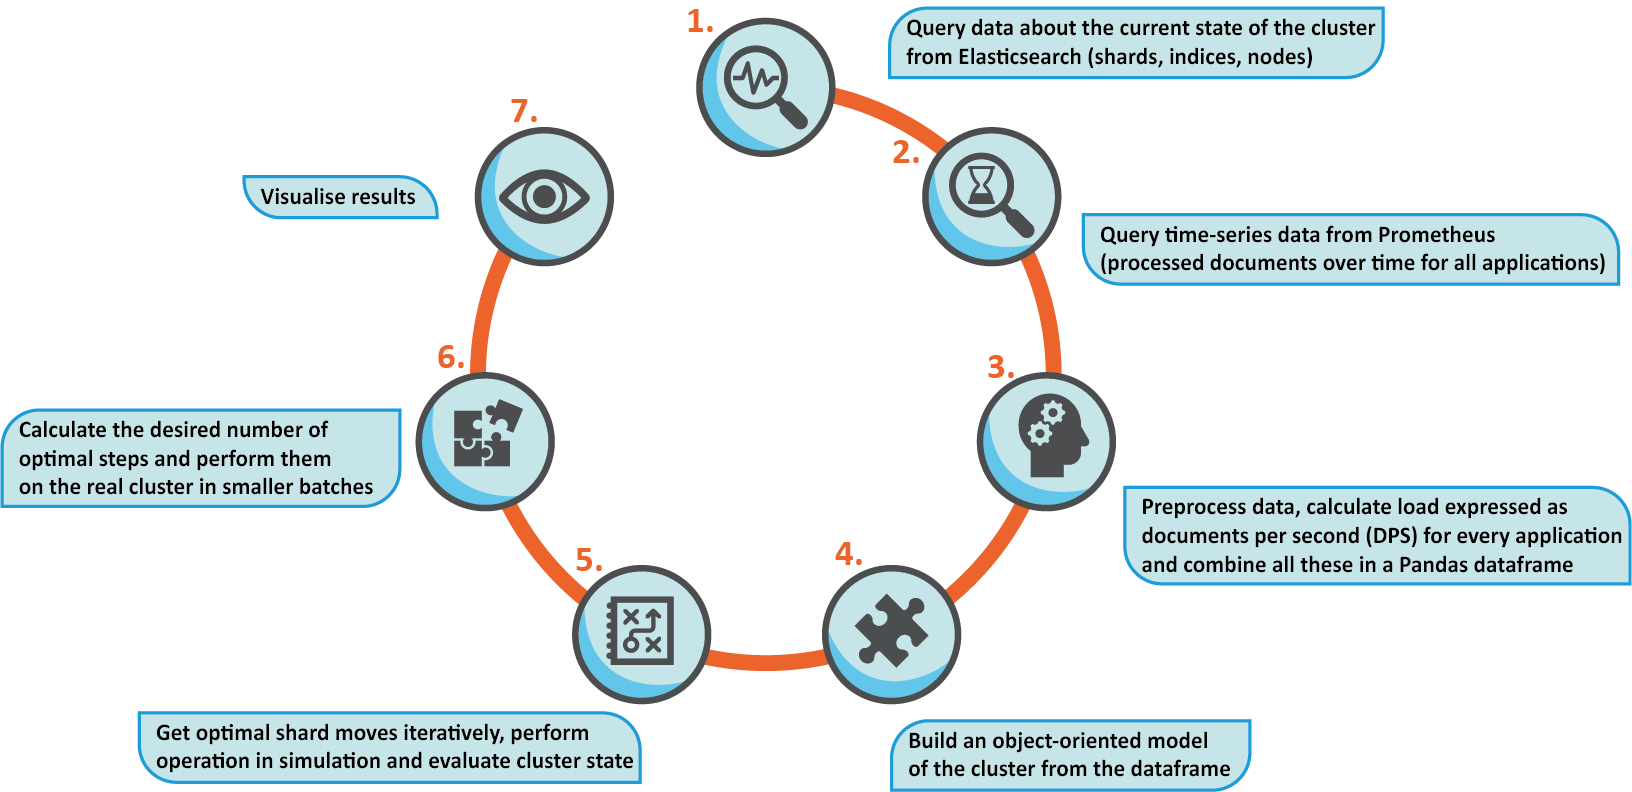 1.
Query data about the current state of the cluster
from Elasticsearch (shards, indices, nodes)
2.
Query time-series data from Prometheus
(processed documents over time for all applications)
3.
Preprocess data, calculate load expressed as
documents per second (DPS) for every application
and combine all these in a Pandas dataframe
4.
Build an object-oriented model
of the cluster from the dataframe
5.
Get optimal shard moves iteratively, perform
operation in simulation and evaluate cluster state
6.
Calculate the desired number of
optimal steps and perform them
on the real cluster in smaller batches
7.
Visualise results